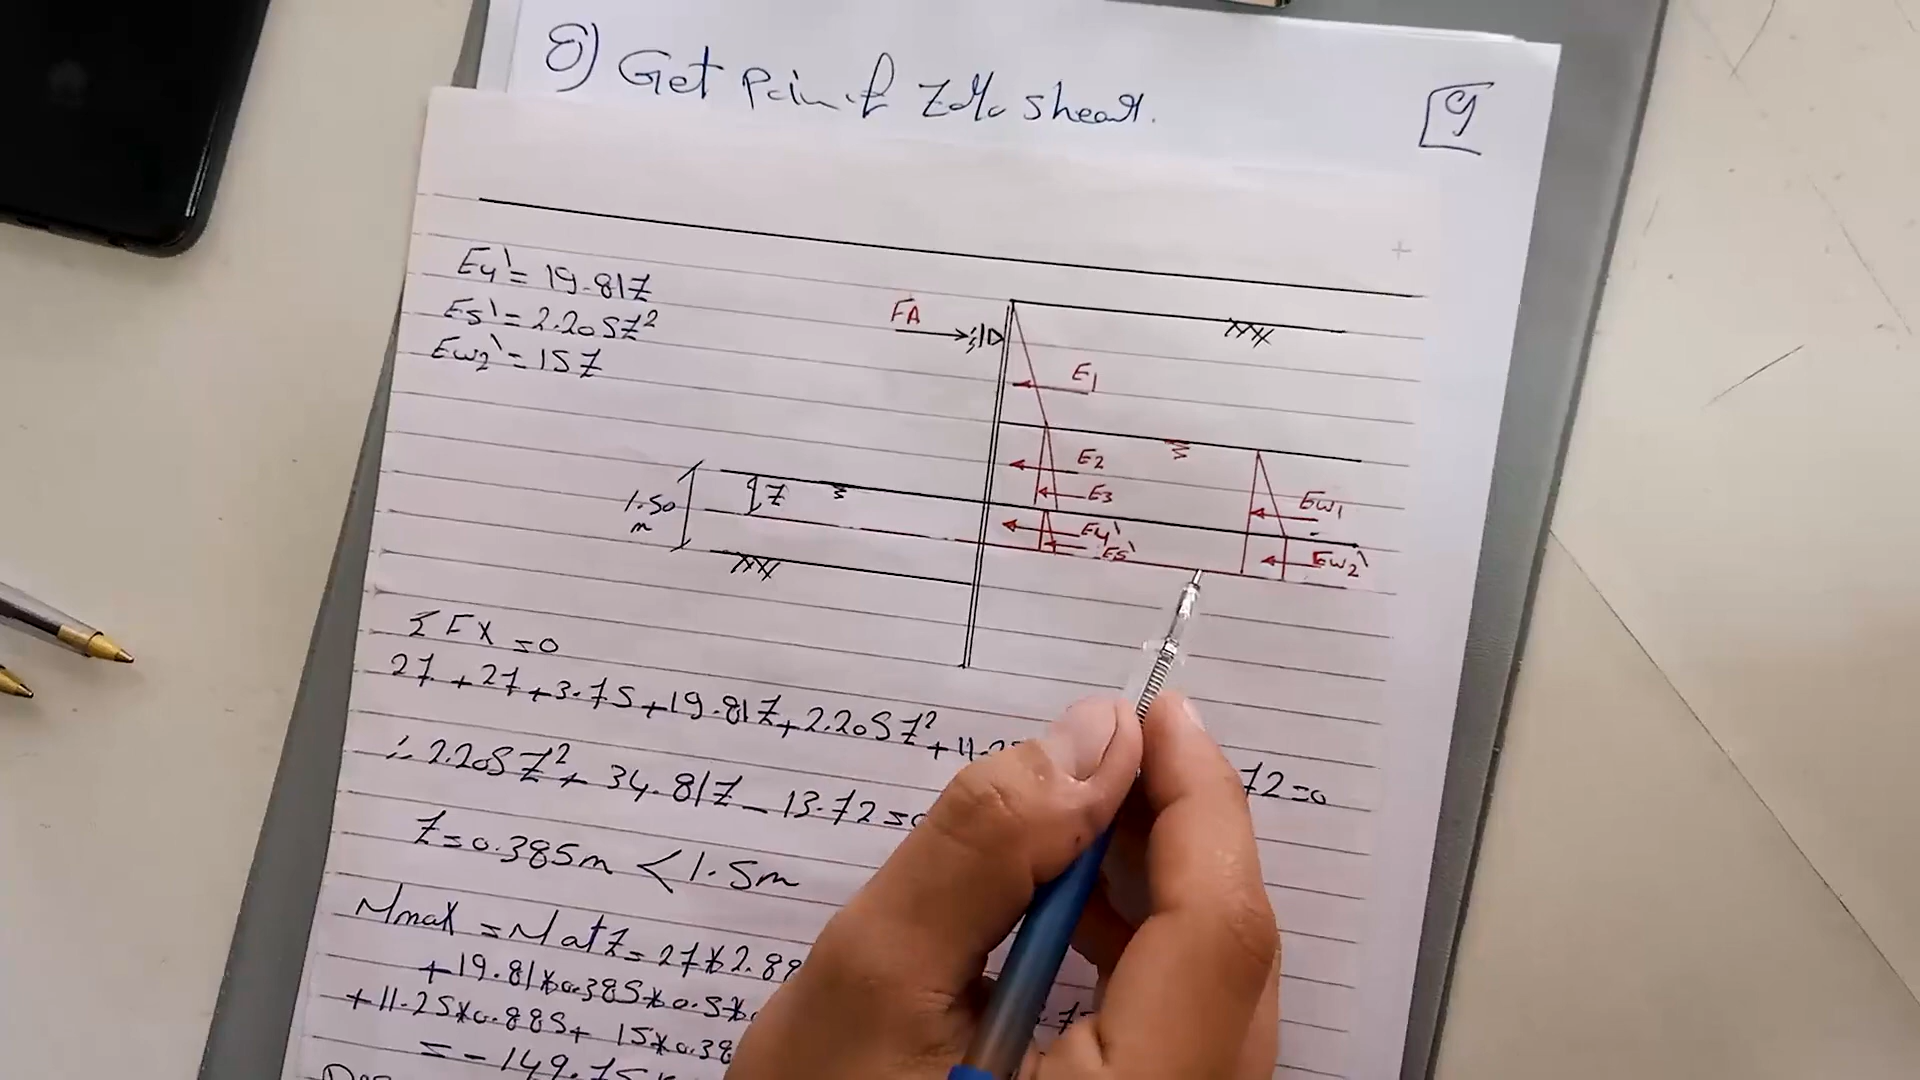 8) Get Point of Zero shear.
9
E4' = 19.81Z
E5' = 2.205Z²
Ew2' = 15Z
FA
E1
E2
E3
E4'
E5'
Ew1
Ew2'
Z
1.50
m
ΣFX = 0
27 + 27 + 3.75 + 19.81Z + 2.205Z² + 11.25 72 = 0
∴ 2.205Z² + 34.81Z - 13.72 = 0
Z = 0.385m < 1.5m
Mmax = M at Z = 27*2.88
+ 19.81*0.385*0.5*
+ 11.25*0.885 + 15*0.38
= - 149.75